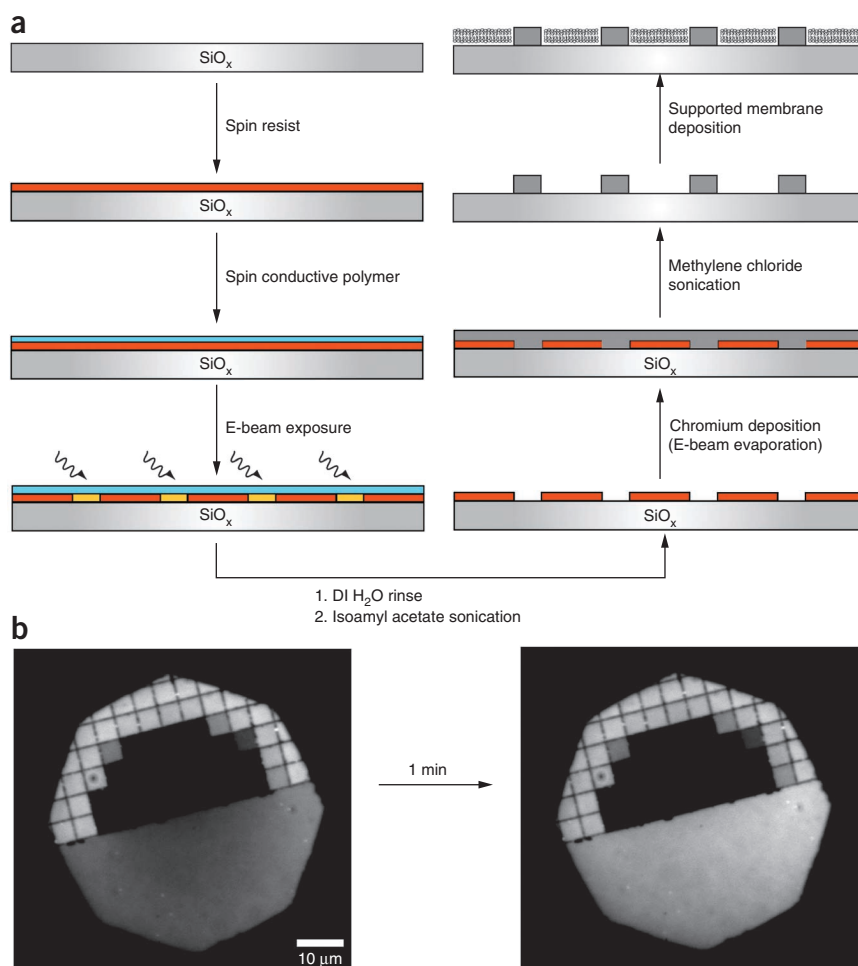 a
SiOₓ
Spin resist
SiOₓ
Spin conductive polymer
SiOₓ
E-beam exposure
SiOₓ
1. DI H₂O rinse
2. Isoamyl acetate sonication
SiOₓ
Chromium deposition
(E-beam evaporation)
SiOₓ
Methylene chloride
sonication
Supported membrane
deposition
b
1 min
10 μm